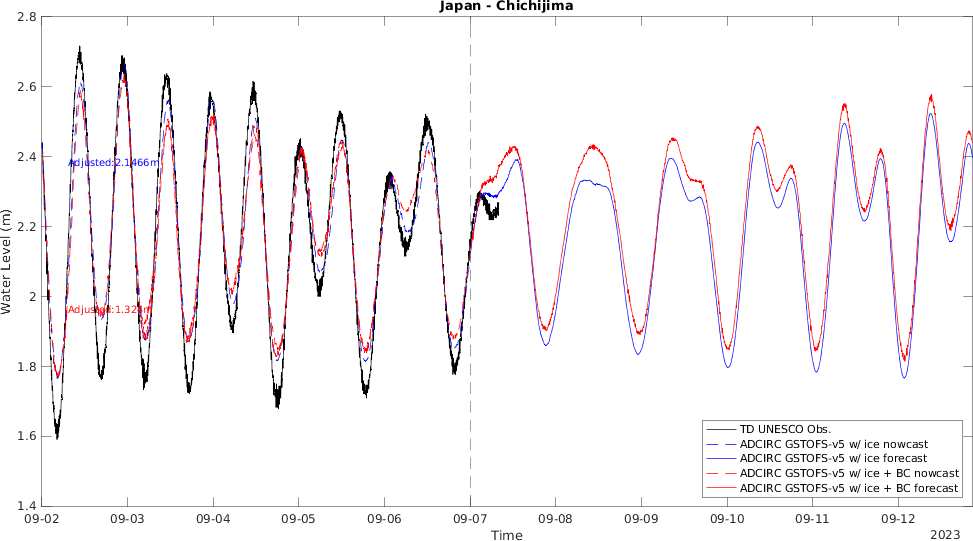 Japan - Chichijima
2.8
2.6
2.4
2.2
2
1.8
1.6
1.4
Water Level (m)
Adjusted:2.1466m
Adjusted:1.324m
TD UNESCO Obs.
ADCIRC GSTOFS-v5 w/ ice nowcast
ADCIRC GSTOFS-v5 w/ ice forecast
ADCIRC GSTOFS-v5 w/ ice + BC nowcast
ADCIRC GSTOFS-v5 w/ ice + BC forecast
09-02 09-03 09-04 09-05 09-06 09-07 09-08 09-09 09-10 09-11 09-12
Time
2023